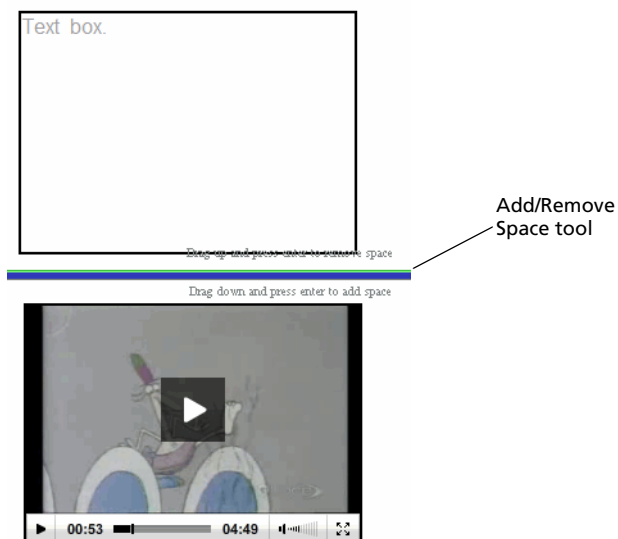 Text box.
Add/Remove
Space tool
Drag up and press enter to remove space
Drag down and press enter to add space
00:53 04:49